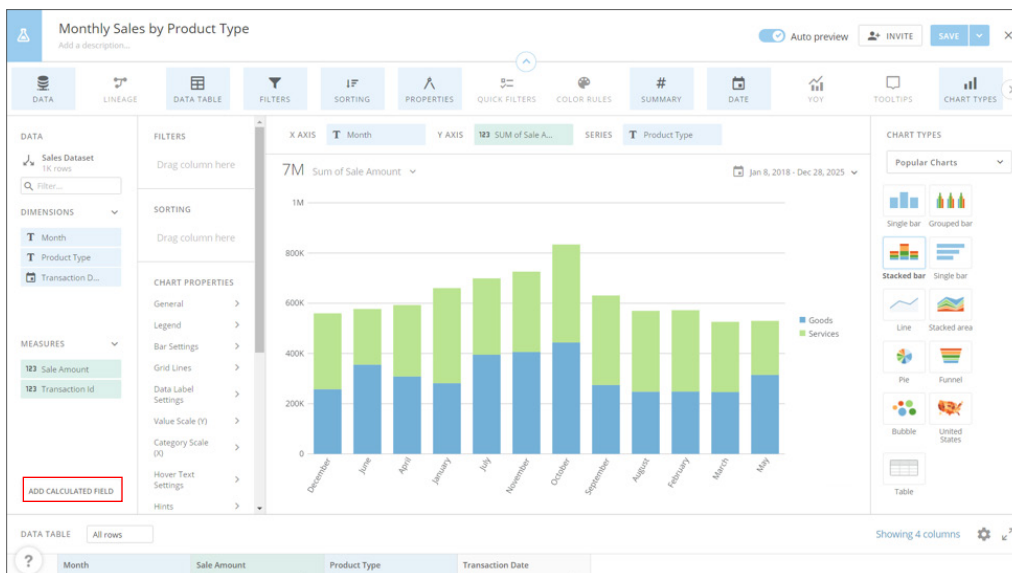 Monthly Sales by Product Type
Add a description...
Auto preview
INVITE
SAVE
DATA
LINEAGE
DATA TABLE
FILTERS
SORTING
PROPERTIES
QUICK FILTERS
COLOR RULES
#
SUMMARY
DATE
YOY
TOOLTIPS
CHART TYPES
DATA
Sales Dataset
1K rows
Filter...
DIMENSIONS
T Month
T Product Type
Transaction D...
MEASURES
123 Sale Amount
123 Transaction Id
ADD CALCULATED FIELD
FILTERS
Drag column here
SORTING
Drag column here
CHART PROPERTIES
General
Legend
Bar Settings
Grid Lines
Data Label
Settings
Value Scale (Y)
Category Scale
(X)
Hover Text
Settings
Hints
X AXIS T Month Y AXIS 123 SUM of Sale A... SERIES T Product Type
7M Sum of Sale Amount
Jan 8, 2018 - Dec 28, 2025
1M
800K
600K
400K
200K
0
December
June
April
January
July
November
October
September
August
February
March
May
Goods
Services
CHART TYPES
Popular Charts
Single bar Grouped bar
Stacked bar Single bar
Line Stacked area
Pie Funnel
Bubble United
States
Table
DATA TABLE All rows
Showing 4 columns
?
Month Sale Amount Product Type Transaction Date